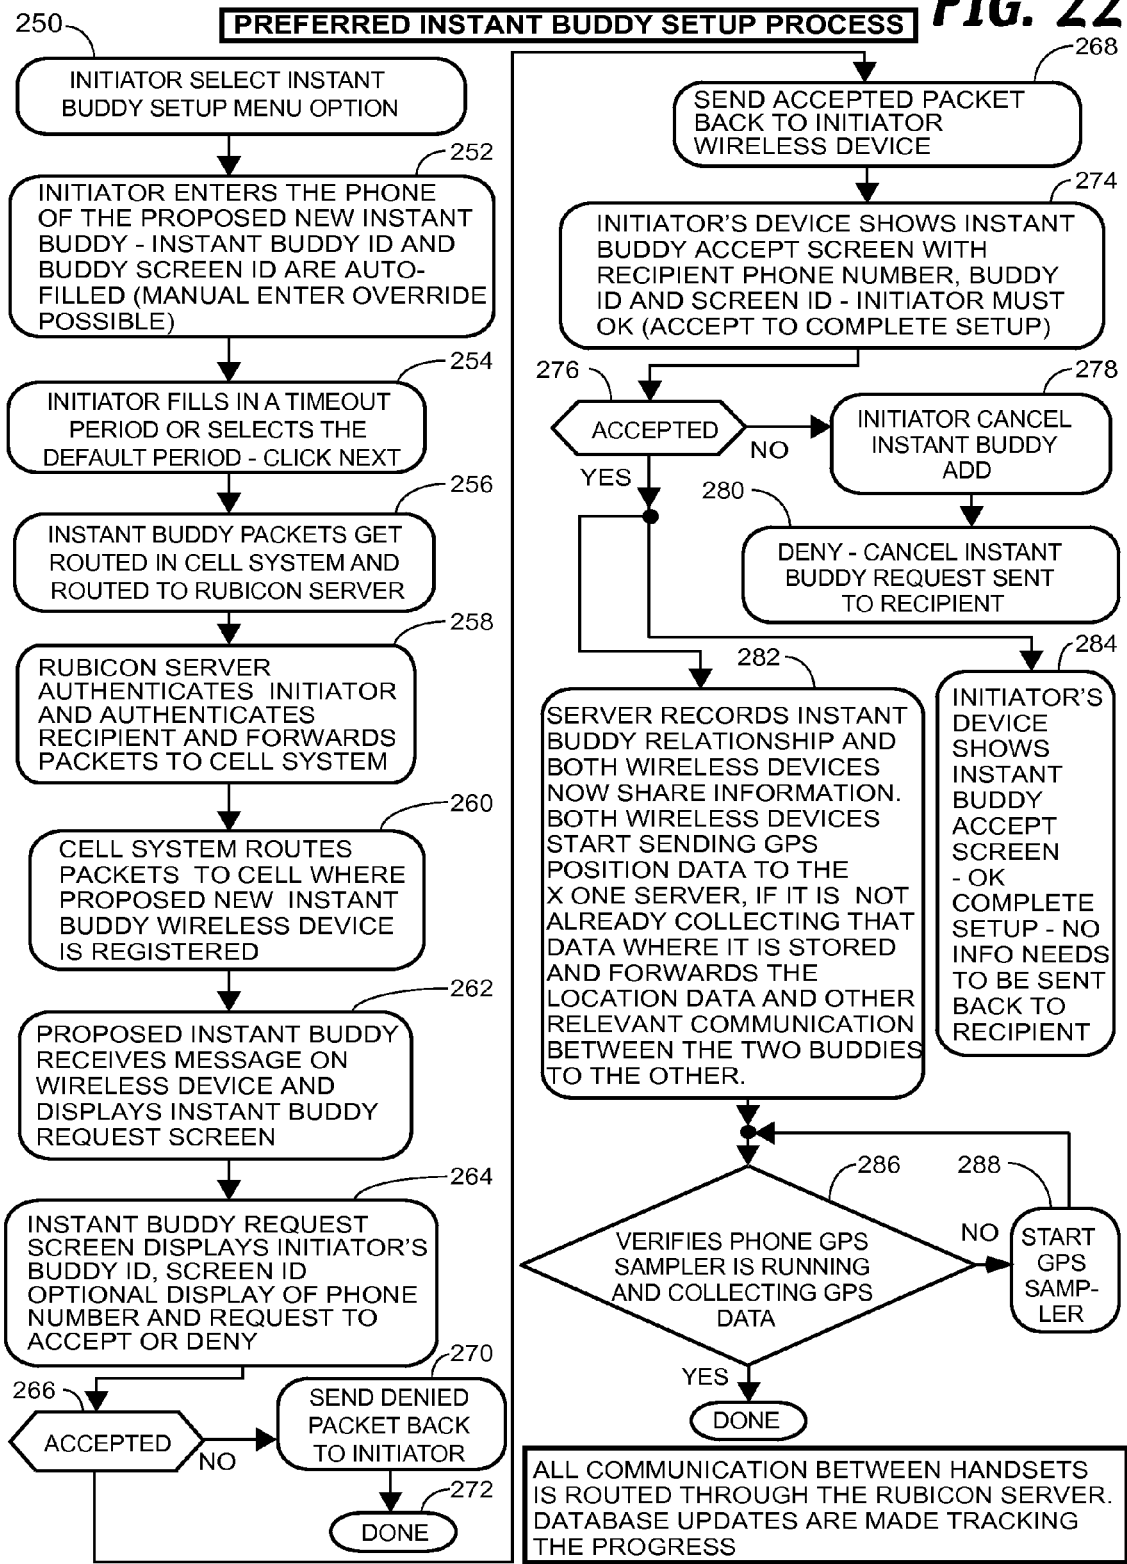 PREFERRED INSTANT BUDDY SETUP PROCESS
FIG. 22
250
INITIATOR SELECT INSTANT
BUDDY SETUP MENU OPTION
252
INITIATOR ENTERS THE PHONE
OF THE PROPOSED NEW INSTANT
BUDDY - INSTANT BUDDY ID AND
BUDDY SCREEN ID ARE AUTO-
FILLED (MANUAL ENTER OVERRIDE
POSSIBLE)
254
INITIATOR FILLS IN A TIMEOUT
PERIOD OR SELECTS THE
DEFAULT PERIOD - CLICK NEXT
256
INSTANT BUDDY PACKETS GET
ROUTED IN CELL SYSTEM AND
ROUTED TO RUBICON SERVER
258
RUBICON SERVER
AUTHENTICATES INITIATOR
AND AUTHENTICATES
RECIPIENT AND FORWARDS
PACKETS TO CELL SYSTEM
260
CELL SYSTEM ROUTES
PACKETS TO CELL WHERE
PROPOSED NEW INSTANT
BUDDY WIRELESS DEVICE
IS REGISTERED
262
PROPOSED INSTANT BUDDY
RECEIVES MESSAGE ON
WIRELESS DEVICE AND
DISPLAYS INSTANT BUDDY
REQUEST SCREEN
264
INSTANT BUDDY REQUEST
SCREEN DISPLAYS INITIATOR'S
BUDDY ID, SCREEN ID
OPTIONAL DISPLAY OF PHONE
NUMBER AND REQUEST TO
ACCEPT OR DENY
266
ACCEPTED
NO
270
SEND DENIED
PACKET BACK
TO INITIATOR
272
DONE
268
SEND ACCEPTED PACKET
BACK TO INITIATOR
WIRELESS DEVICE
274
INITIATOR'S DEVICE SHOWS INSTANT
BUDDY ACCEPT SCREEN WITH
RECIPIENT PHONE NUMBER, BUDDY
ID AND SCREEN ID - INITIATOR MUST
OK (ACCEPT TO COMPLETE SETUP)
276
ACCEPTED
NO
YES
278
INITIATOR CANCEL
INSTANT BUDDY
ADD
280
DENY - CANCEL INSTANT
BUDDY REQUEST SENT
TO RECIPIENT
282
SERVER RECORDS INSTANT
BUDDY RELATIONSHIP AND
BOTH WIRELESS DEVICES
NOW SHARE INFORMATION.
BOTH WIRELESS DEVICES
START SENDING GPS
POSITION DATA TO THE
X ONE SERVER, IF IT IS NOT
ALREADY COLLECTING THAT
DATA WHERE IT IS STORED
AND FORWARDS THE
LOCATION DATA AND OTHER
RELEVANT COMMUNICATION
BETWEEN THE TWO BUDDIES
TO THE OTHER.
284
INITIATOR'S
DEVICE
SHOWS
INSTANT
BUDDY
ACCEPT
SCREEN
- OK
COMPLETE
SETUP - NO
INFO NEEDS
TO BE SENT
BACK TO
RECIPIENT
286
VERIFIES PHONE GPS
SAMPLER IS RUNNING
AND COLLECTING GPS
DATA
NO
288
START
GPS
SAMP-
LER
YES
DONE
ALL COMMUNICATION BETWEEN HANDSETS
IS ROUTED THROUGH THE RUBICON SERVER.
DATABASE UPDATES ARE MADE TRACKING
THE PROGRESS